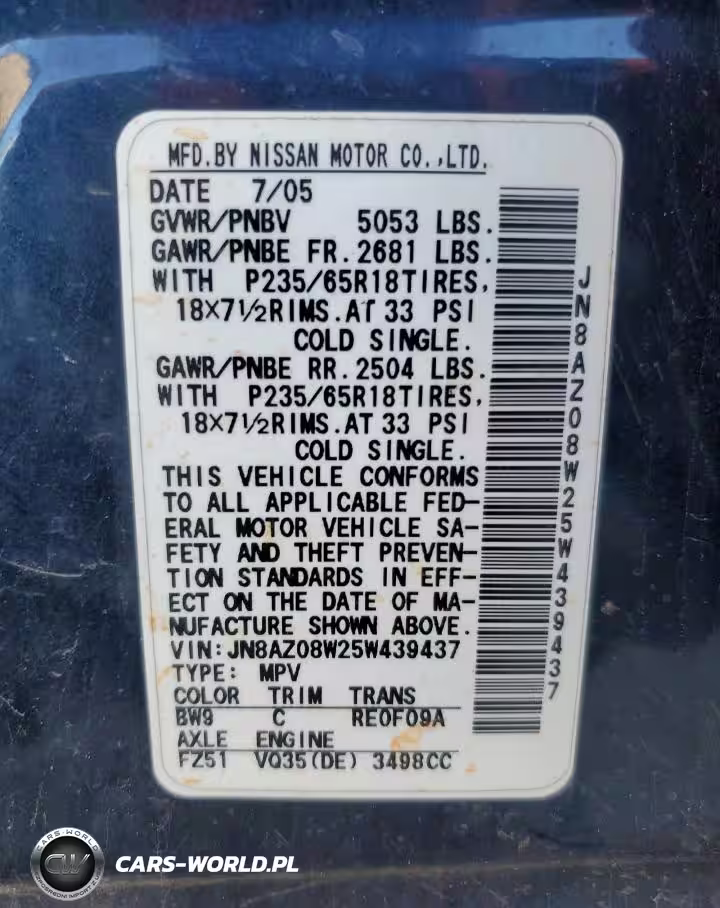 MFD.BY NISSAN MOTOR CO.,LTD.
DATE 7/05
GVWR/PNBV 5053 LBS.
GAWR/PNBE FR.2681 LBS.
WITH P235/65R18TIRES,
18×7½RIMS.AT 33 PSI
COLD SINGLE.
GAWR/PNBE RR.2504 LBS.
WITH P235/65R18TIRES,
18×7½RIMS.AT 33 PSI
COLD SINGLE.
THIS VEHICLE CONFORMS
TO ALL APPLICABLE FED-
ERAL MOTOR VEHICLE SA-
FETY AND THEFT PREVEN-
TION STANDARDS IN EFF-
ECT ON THE DATE OF MA-
NUFACTURE SHOWN ABOVE.
VIN:JN8AZ08W25W439437
TYPE: MPV
COLOR TRIM TRANS
BW9 C RE0F09A
AXLE ENGINE
FZ51 VQ35(DE) 3498CC
JN8AZ08W25W439437
CARS-WORLD
CW
CARS-WORLD.PL